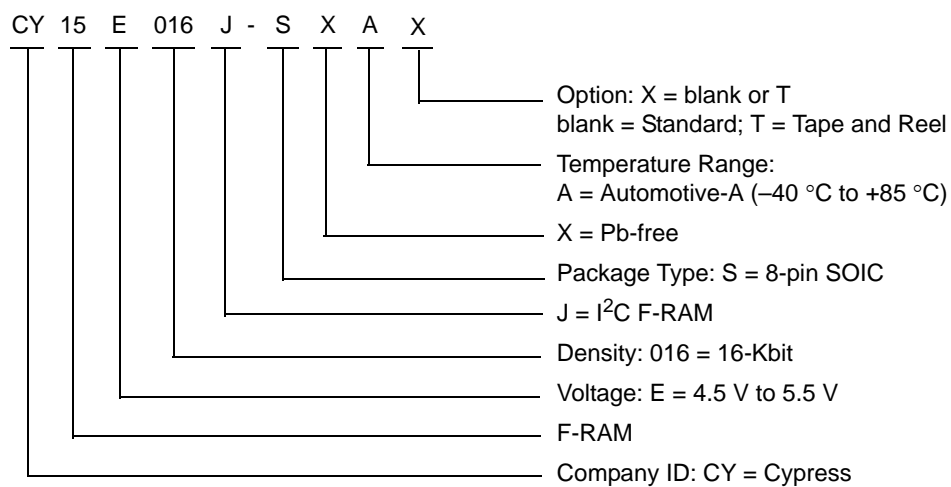 CY 15 E 016 J - S X A X
Option: X = blank or T
blank = Standard; T = Tape and Reel
Temperature Range:
A = Automotive-A (–40 °C to +85 °C)
X = Pb-free
Package Type: S = 8-pin SOIC
J = I²C F-RAM
Density: 016 = 16-Kbit
Voltage: E = 4.5 V to 5.5 V
F-RAM
Company ID: CY = Cypress